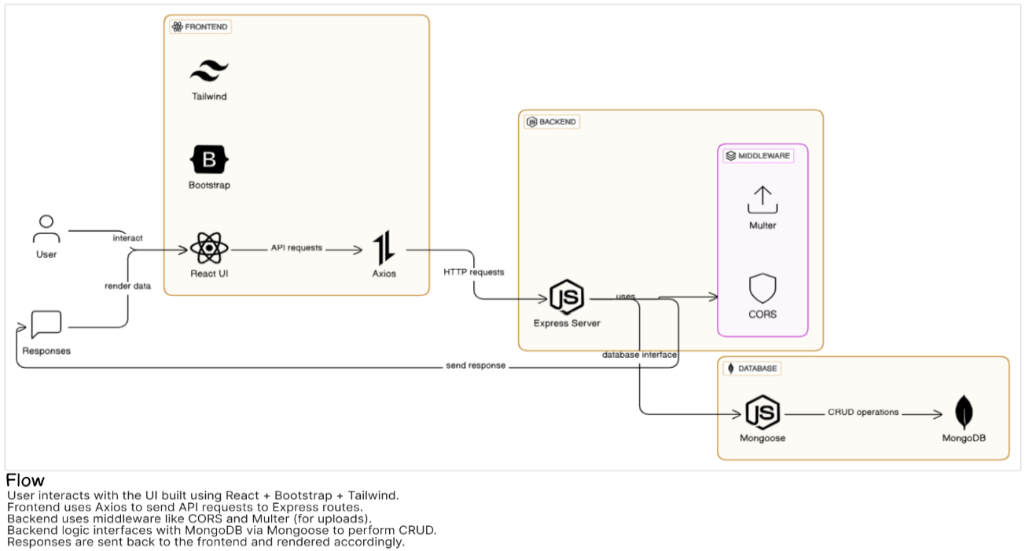 FRONTEND
Tailwind
B
Bootstrap
User
interact
React UI
API requests
Axios
render data
Responses
HTTP requests
JS BACKEND
MIDDLEWARE
Multer
CORS
JS
Express Server
uses
database interface
send response
DATABASE
JS
Mongoose
CRUD operations
MongoDB
Flow
User interacts with the UI built using React + Bootstrap + Tailwind.
Frontend uses Axios to send API requests to Express routes.
Backend uses middleware like CORS and Multer (for uploads).
Backend logic interfaces with MongoDB via Mongoose to perform CRUD.
Responses are sent back to the frontend and rendered accordingly.